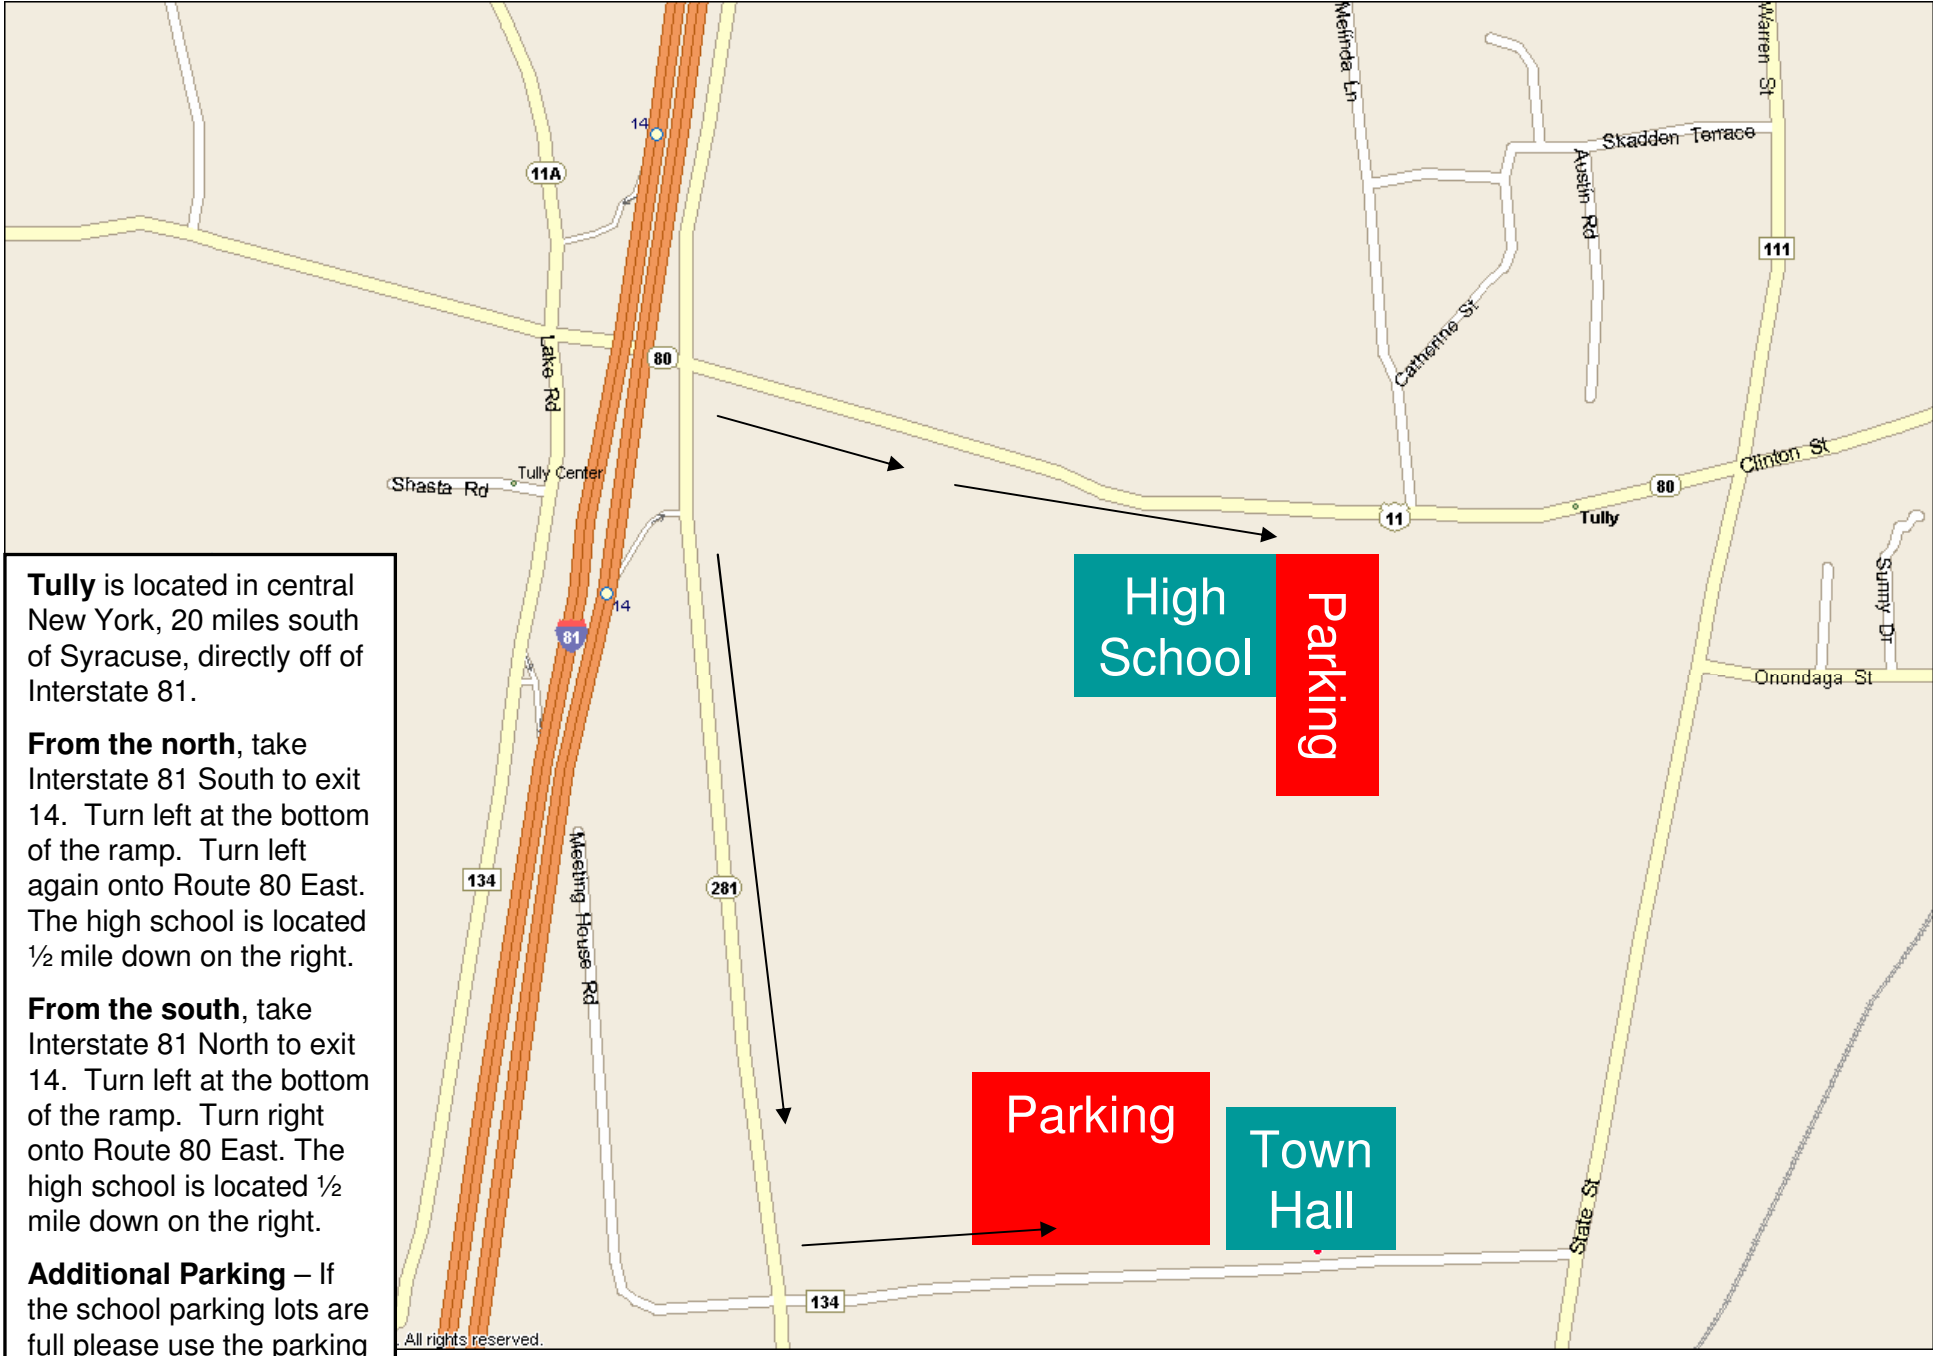 Melinda Ln
Warren St
14
Skadden Terrace
11A
Austin Rd
111
Catherine St
Lake Rd
80
Clinton St
80
Tully Center
Shasta Rd
11
Tully
Sunny Dr
High
School
Parking
14
81
Onondaga St
Tully is located in central
New York, 20 miles south
of Syracuse, directly off of
Interstate 81.
From the north, take
Interstate 81 South to exit
14. Turn left at the bottom
of the ramp. Turn left
again onto Route 80 East.
The high school is located
½ mile down on the right.
From the south, take
Interstate 81 North to exit
14. Turn left at the bottom
of the ramp. Turn right
onto Route 80 East. The
high school is located ½
mile down on the right.
Additional Parking – If
the school parking lots are
full please use the parking
134
Meeting House Rd
281
Parking
Town
Hall
State St
134
. All rights reserved.